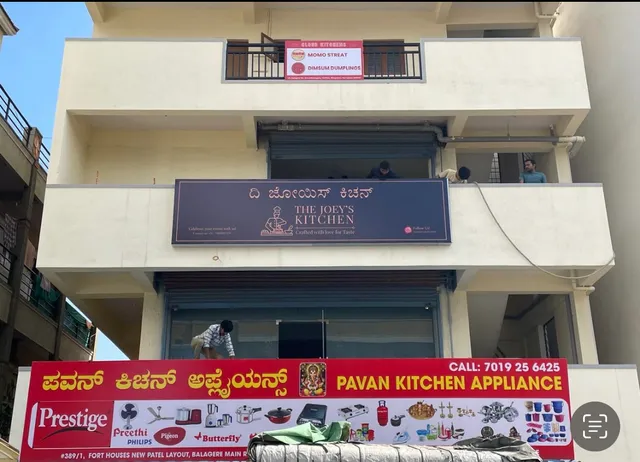 CLOUD KITCHENS
MOMO STREAT
DIMSUM.DUMPLINGS
ದಿ ಜೋಯಿಸ್ ಕಿಚನ್
THE JOEY'S
KITCHEN
Crafted with love for Taste
CALL: 7019 25 6425
ಪವನ್ ಕಿಚನ್ ಅಪ್ಲೈಯನ್ಸ್
PAVAN KITCHEN APPLIANCE
Prestige
Preethi
PHILIPS
Pigeon
Butterfly
#389/1, FORT HOUSES NEW PATEL LAYOUT, BALAGERE MAIN